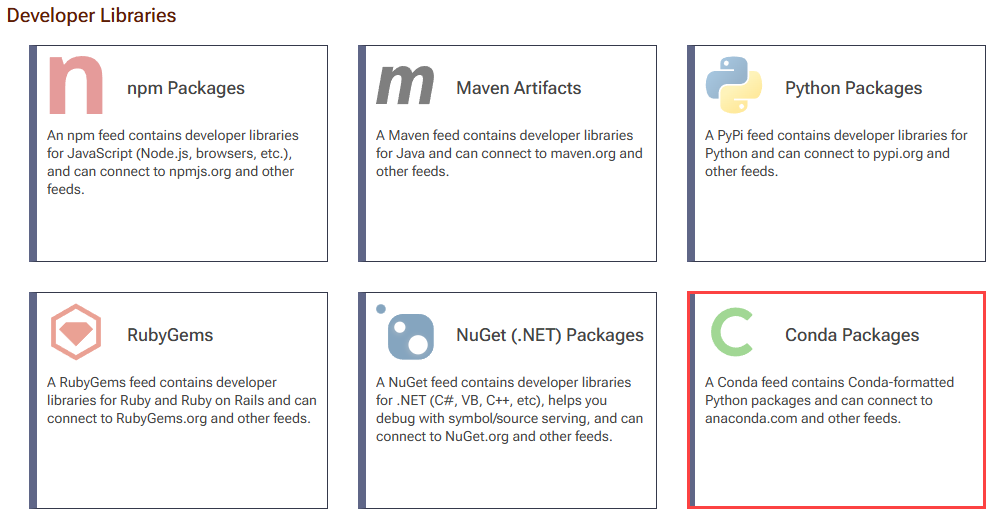 Developer Libraries
npm Packages
An npm feed contains developer libraries
for JavaScript (Node.js, browsers, etc.),
and can connect to npmjs.org and other
feeds.
Maven Artifacts
A Maven feed contains developer libraries
for Java and can connect to maven.org and
other feeds.
Python Packages
A PyPi feed contains developer libraries for
Python and can connect to pypi.org and
other feeds.
RubyGems
A RubyGems feed contains developer
libraries for Ruby and Ruby on Rails and can
connect to RubyGems.org and other feeds.
NuGet (.NET) Packages
A NuGet feed contains developer libraries
for .NET (C#, VB, C++, etc), helps you
debug with symbol/source serving, and can
connect to NuGet.org and other feeds.
Conda Packages
A Conda feed contains Conda-formatted
Python packages and can connect to
anaconda.com and other feeds.